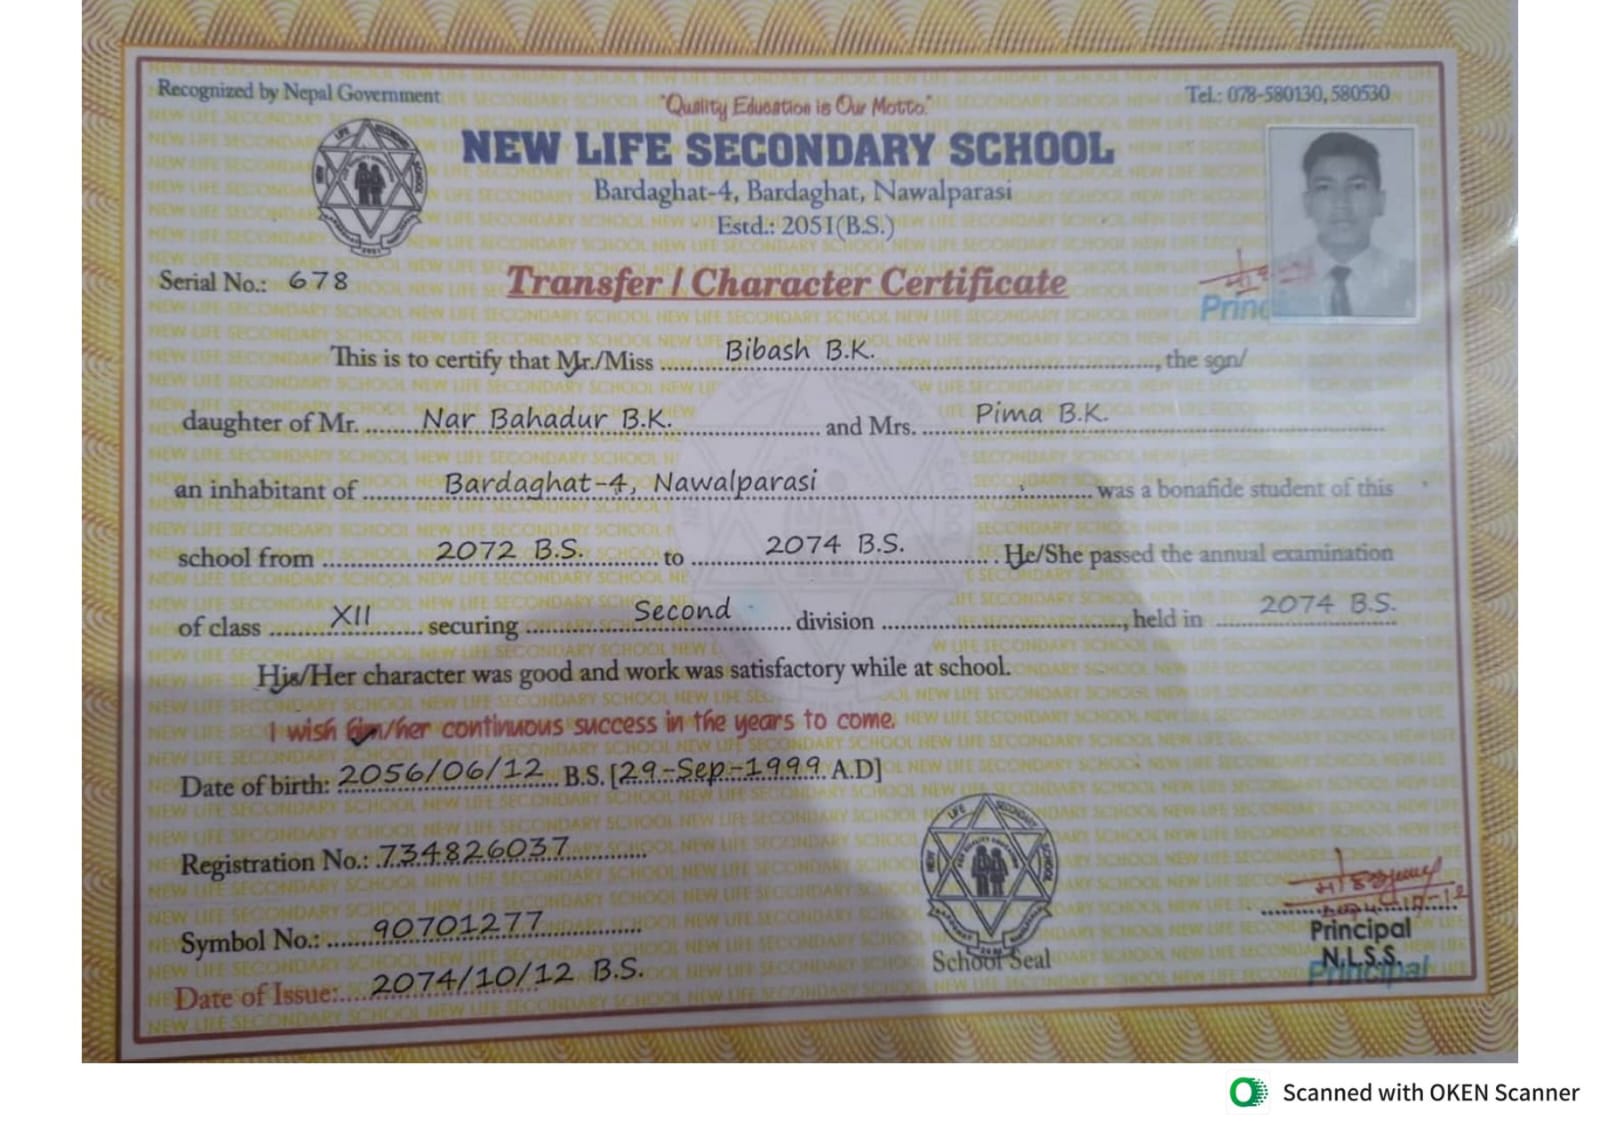 Recognized by Nepal Government
"Quality Education is Our Motto."
Tel.: 078-580130, 580530
NEW LIFE SECONDARY SCHOOL
Bardaghat-4, Bardaghat, Nawalparasi
Estd.: 2051(B.S.)
Serial No.: 678
Transfer / Character Certificate
This is to certify that Mr./Miss Bibash B.K., the son/
daughter of Mr. Nar Bahadur B.K. and Mrs. Pima B.K.
an inhabitant of Bardaghat-4, Nawalparasi was a bonafide student of this
school from 2072 B.S. to 2074 B.S. He/She passed the annual examination
of class XII securing Second division, held in 2074 B.S.
His/Her character was good and work was satisfactory while at school.
I wish him/her continuous success in the years to come.
Date of birth: 2056/06/12 B.S. [29-Sep-1999 A.D]
Registration No.: 734826037
Symbol No.: 90701277
Date of Issue: 2074/10/12 B.S.
School Seal
Principal
N.L.S.S.
Principal
Scanned with OKEN Scanner